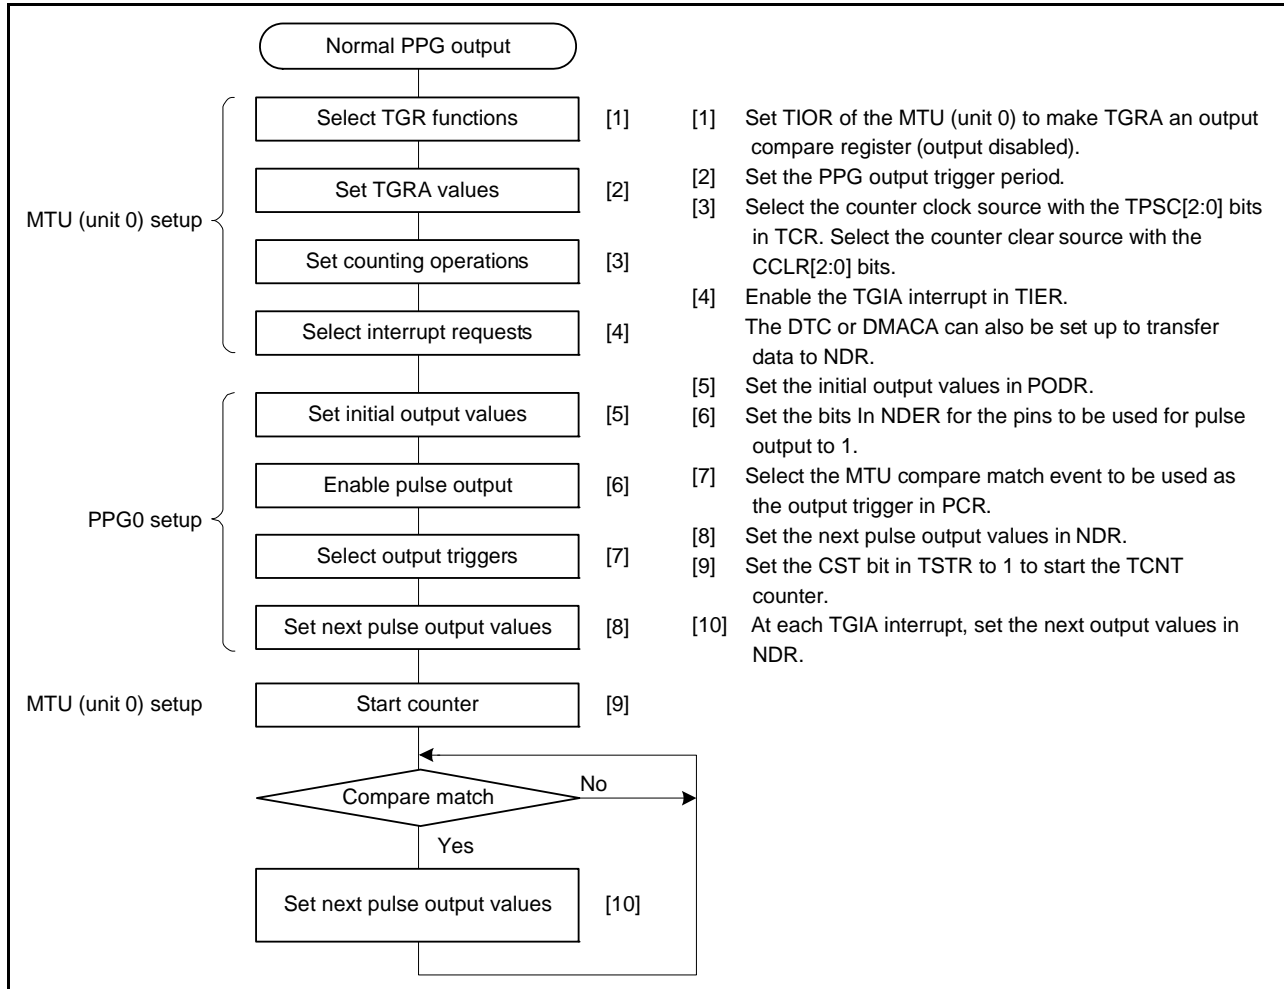 Normal PPG output
MTU (unit 0) setup
Select TGR functions [1]
Set TGRA values [2]
Set counting operations [3]
Select interrupt requests [4]
PPG0 setup
Set initial output values [5]
Enable pulse output [6]
Select output triggers [7]
Set next pulse output values [8]
MTU (unit 0) setup
Start counter [9]
Compare match
No
Yes
Set next pulse output values [10]
[1] Set TIOR of the MTU (unit 0) to make TGRA an output
compare register (output disabled).
[2] Set the PPG output trigger period.
[3] Select the counter clock source with the TPSC[2:0] bits
in TCR. Select the counter clear source with the
CCLR[2:0] bits.
[4] Enable the TGIA interrupt in TIER.
The DTC or DMACA can also be set up to transfer
data to NDR.
[5] Set the initial output values in PODR.
[6] Set the bits In NDER for the pins to be used for pulse
output to 1.
[7] Select the MTU compare match event to be used as
the output trigger in PCR.
[8] Set the next pulse output values in NDR.
[9] Set the CST bit in TSTR to 1 to start the TCNT
counter.
[10] At each TGIA interrupt, set the next output values in
NDR.